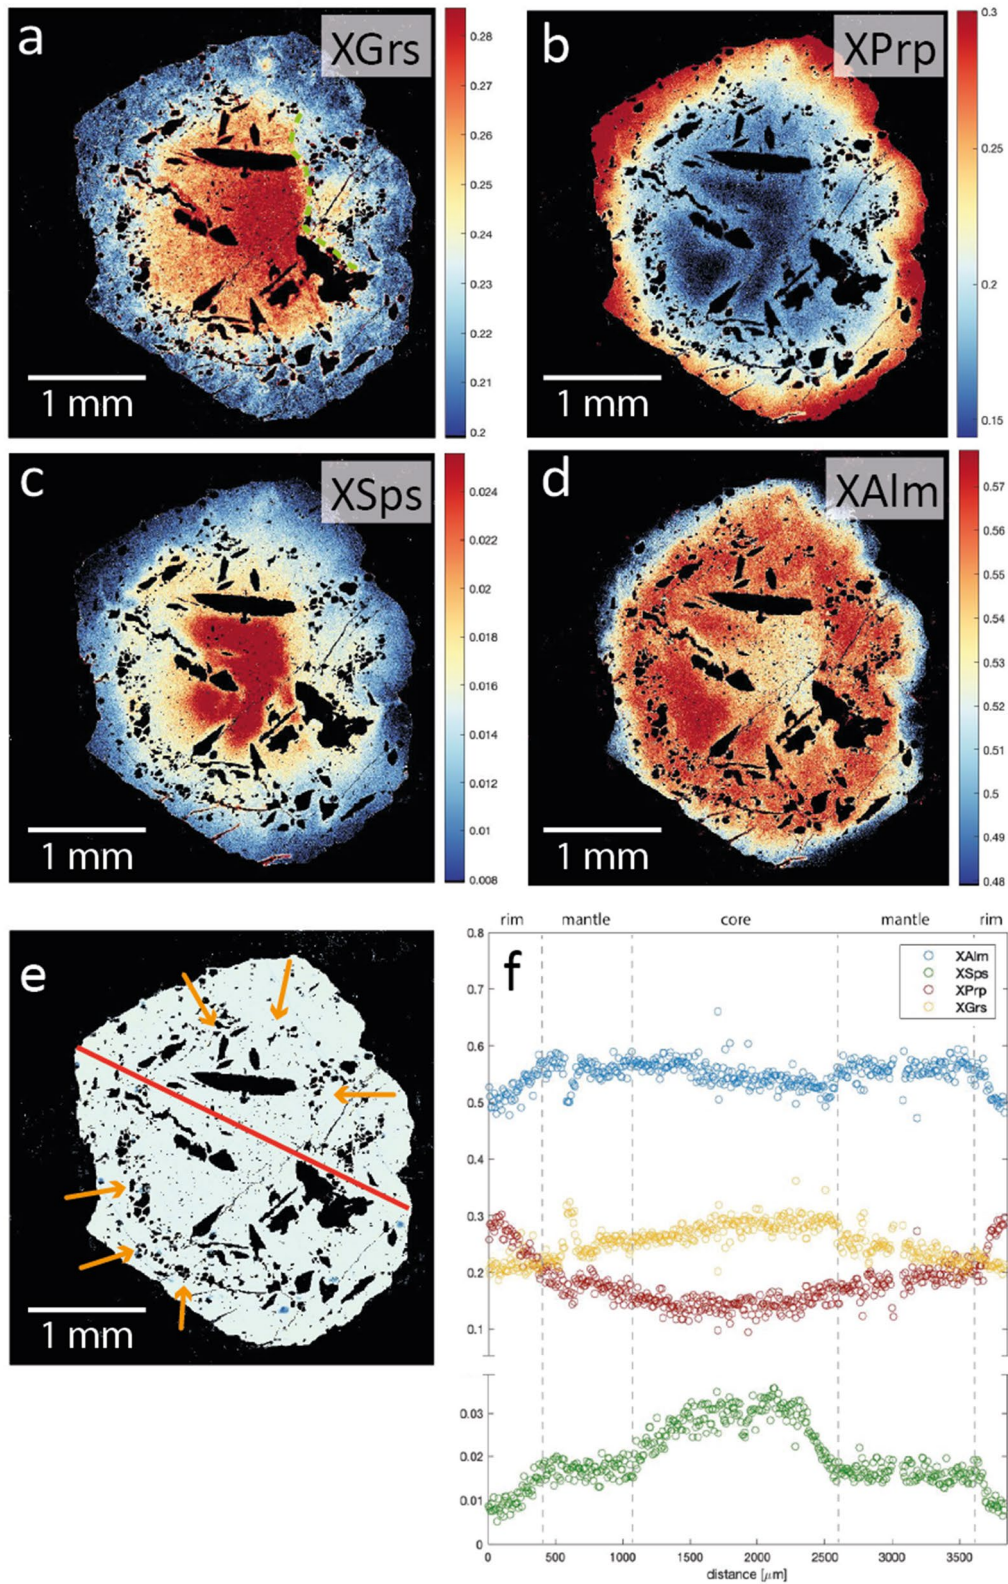 a
XGrs
0.28
0.27
0.26
0.25
0.24
0.23
0.22
0.21
0.2
1 mm
b
XPrp
0.3
0.25
0.2
0.15
1 mm
c
XSps
0.024
0.022
0.02
0.018
0.016
0.014
0.012
0.01
0.008
1 mm
d
XAlm
0.57
0.56
0.55
0.54
0.53
0.52
0.51
0.5
0.49
0.48
1 mm
e
1 mm
rim mantle core mantle rim
f
XAlm
XSps
XPrp
XGrs
0.8
0.7
0.6
0.5
0.4
0.3
0.2
0.1
0.03
0.02
0.01
0
0 500 1000 1500 2000 2500 3000 3500
distance [μm]